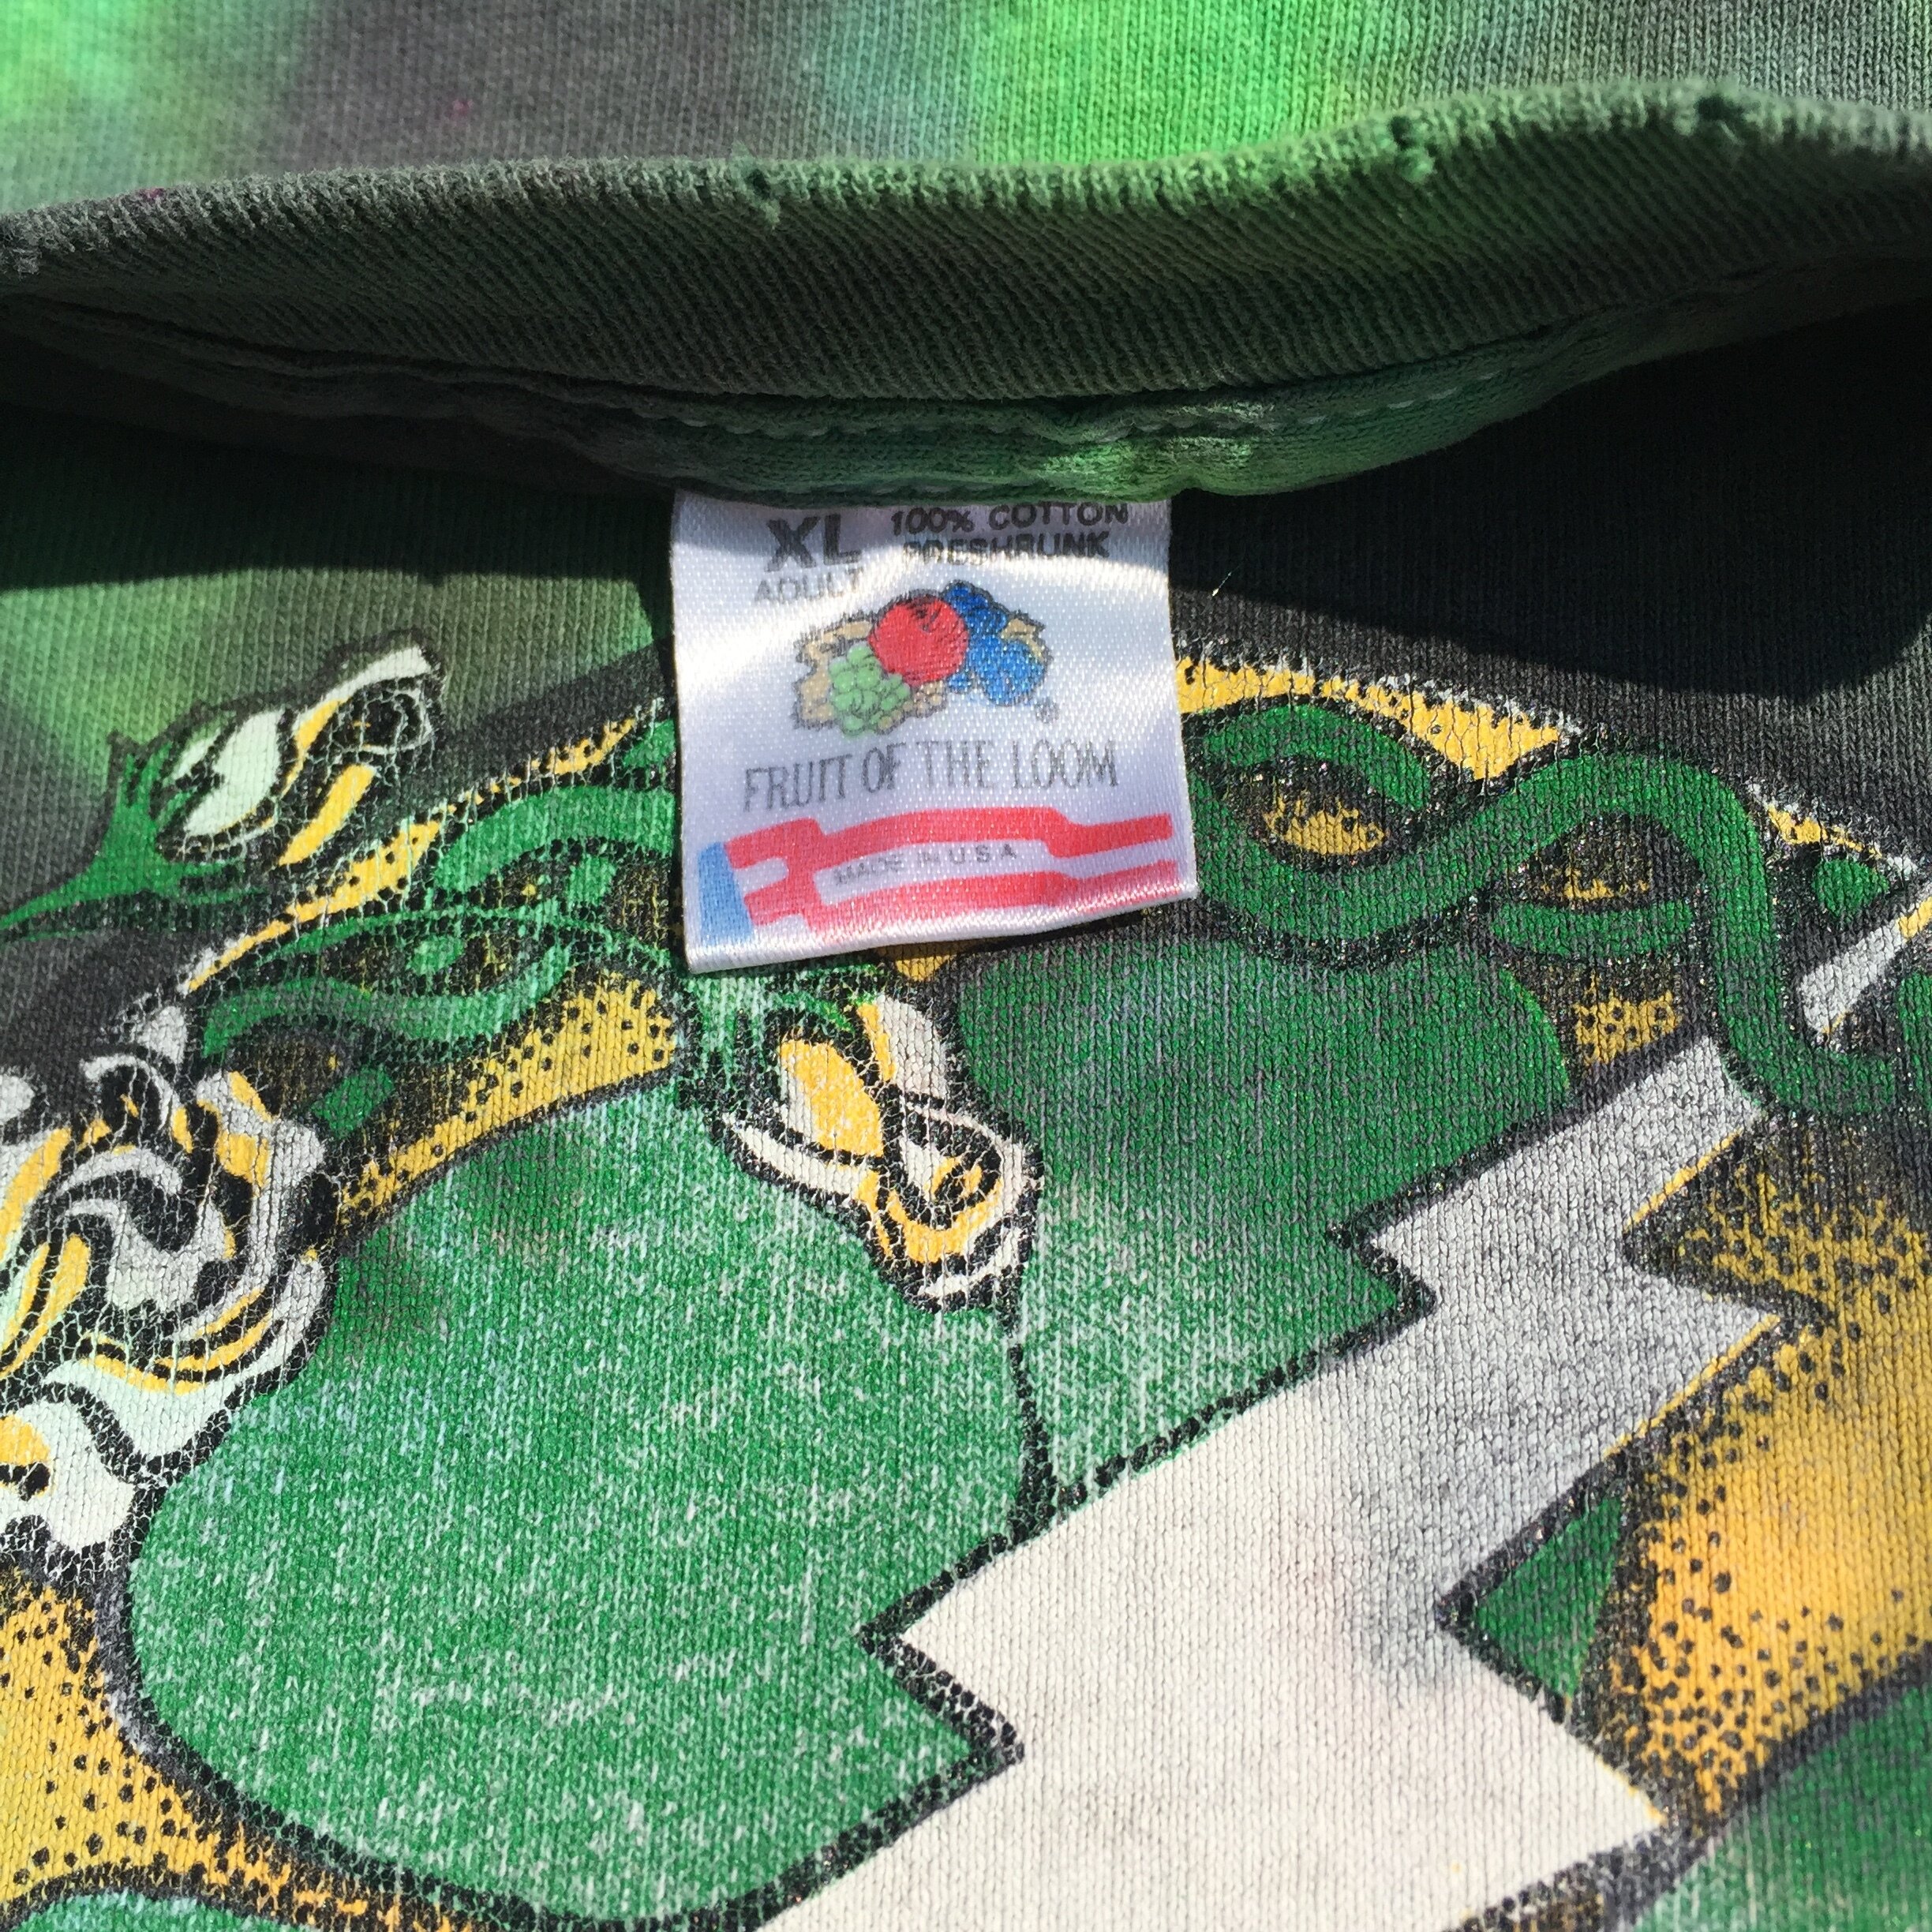 XL 100% COTTON
ADULT PRESHRUNK
FRUIT OF THE LOOM
MADE IN U.S.A